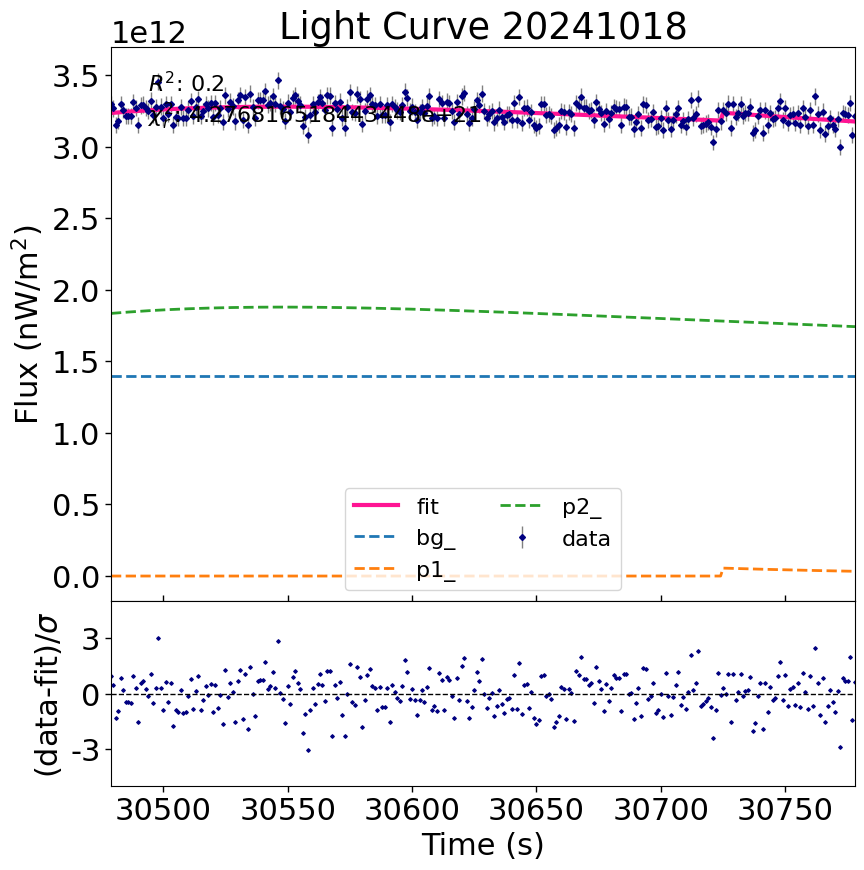 Light Curve 20241018
1e12
R²: 0.2
3.5
3.0
2.5
2.0
1.5
1.0
0.5
0.0
Flux (nW/m²)
fit
bg_
p1_
p2_
data
3
0
-3
(data-fit)/σ
30500 30550 30600 30650 30700 30750
Time (s)